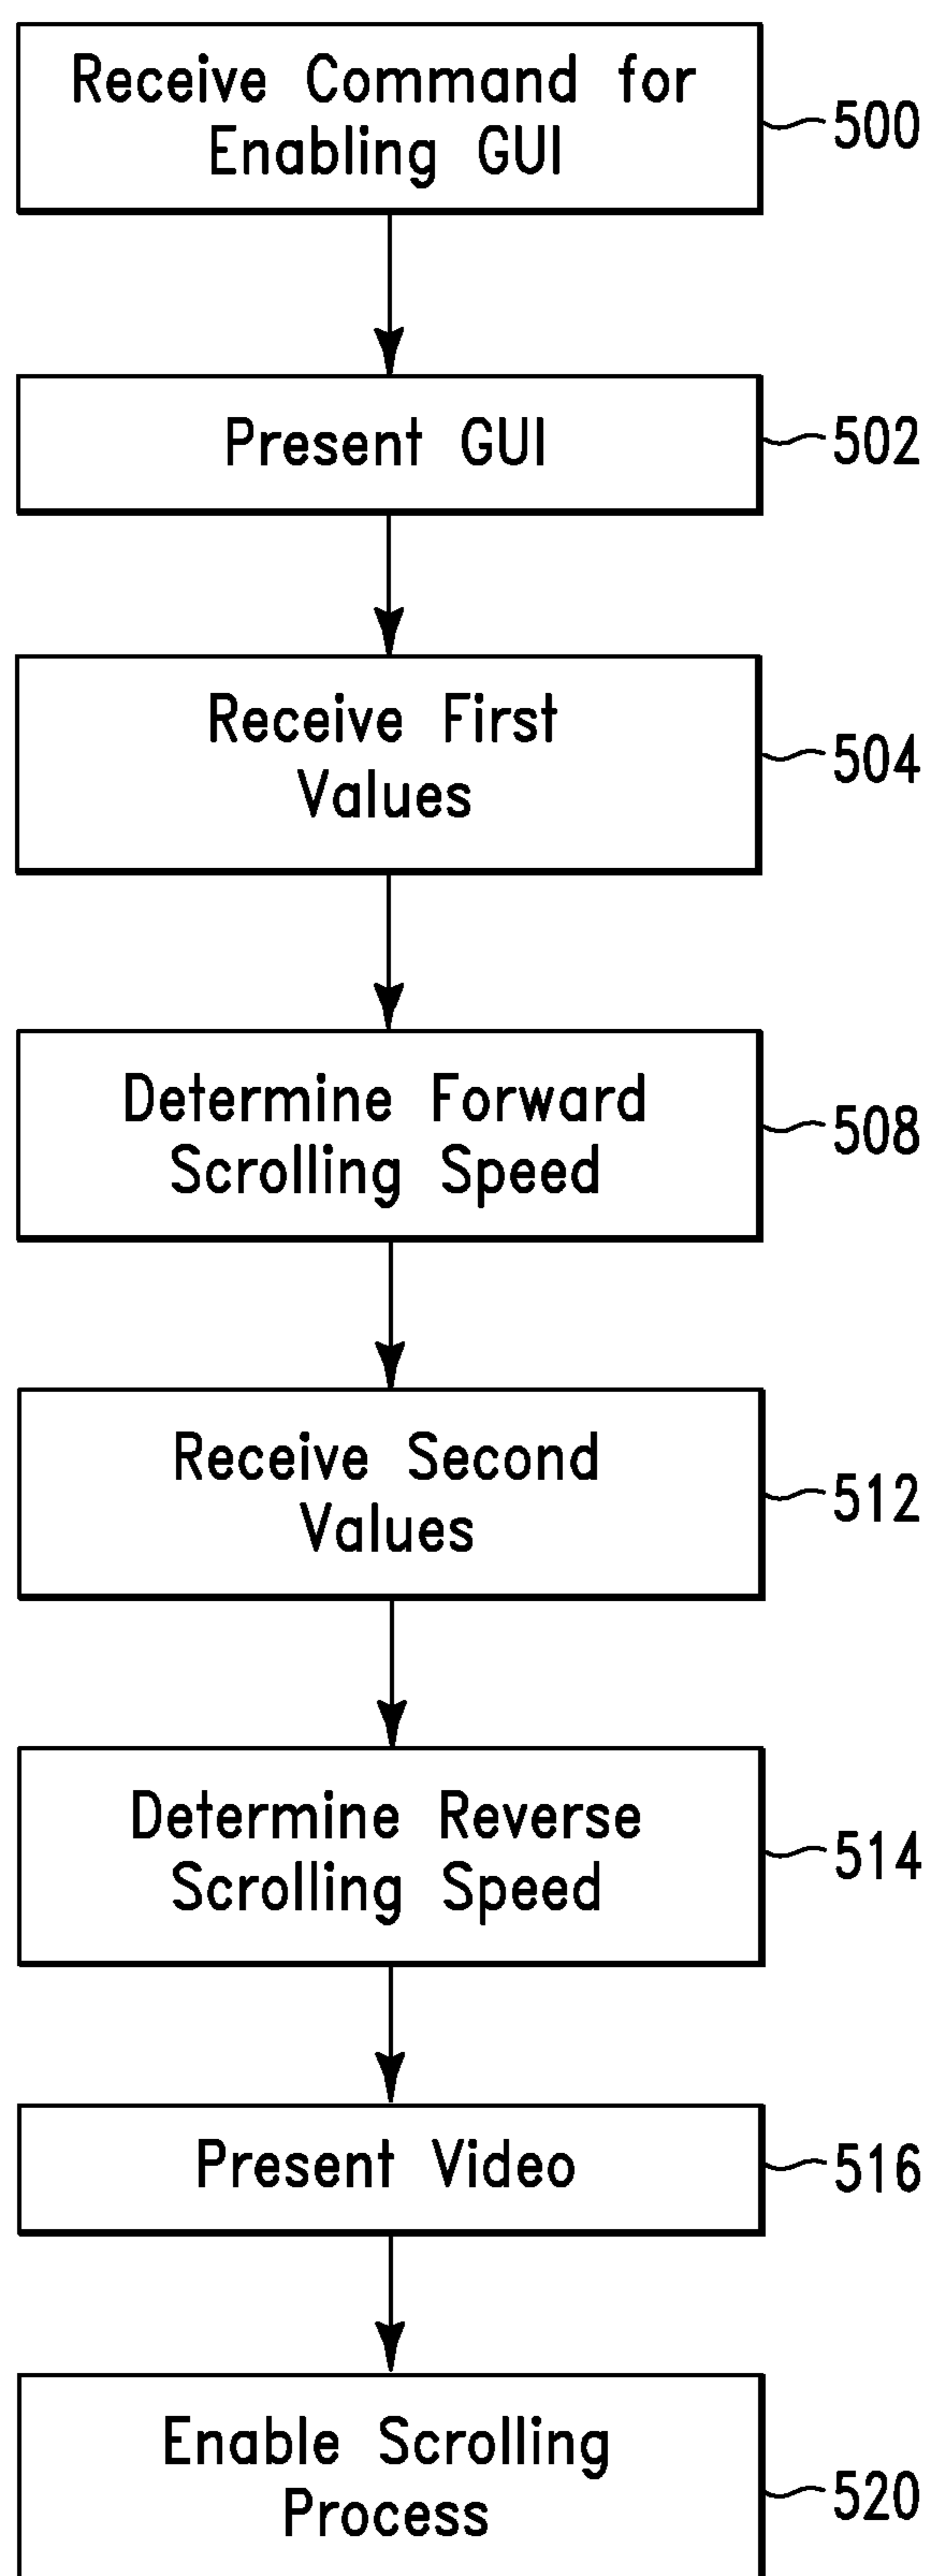 Receive Command for
Enabling GUI
500
Present GUI
502
Receive First
Values
504
Determine Forward
Scrolling Speed
508
Receive Second
Values
512
Determine Reverse
Scrolling Speed
514
Present Video
516
Enable Scrolling
Process
520